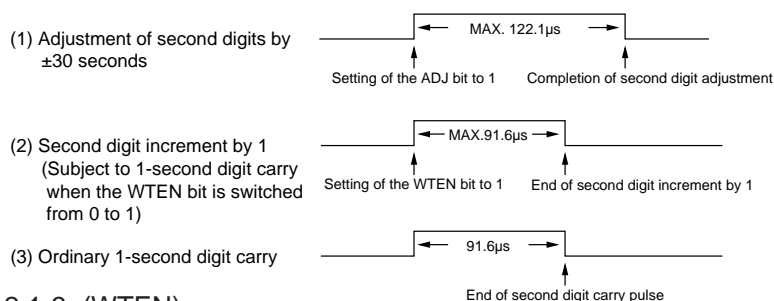 (1) Adjustment of second digits by
±30 seconds
MAX. 122.1µs
Setting of the ADJ bit to 1
Completion of second digit adjustment
(2) Second digit increment by 1
(Subject to 1-second digit carry
when the WTEN bit is switched
from 0 to 1)
MAX.91.6µs
Setting of the WTEN bit to 1
End of second digit increment by 1
(3) Ordinary 1-second digit carry
91.6µs
End of second digit carry pulse